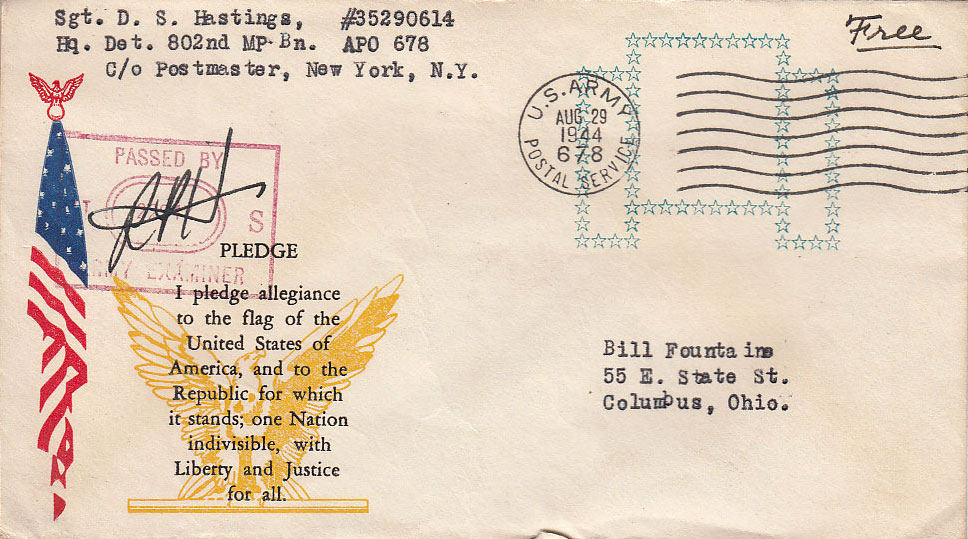 Sgt. D. S. Hastings, #35290614
Hq. Det. 802nd MP Bn. APO 678
C/o Postmaster, New York, N.Y.
Free
U.S. ARMY
AUG 29
1944
678
POSTAL SERVICE
PASSED BY
S
ARMY EXAMINER
PLEDGE
I pledge allegiance
to the flag of the
United States of
America, and to the
Republic for which
it stands; one Nation
indivisible, with
Liberty and Justice
for all.
Bill Fountains
55 E. State St.
Columbus, Ohio.